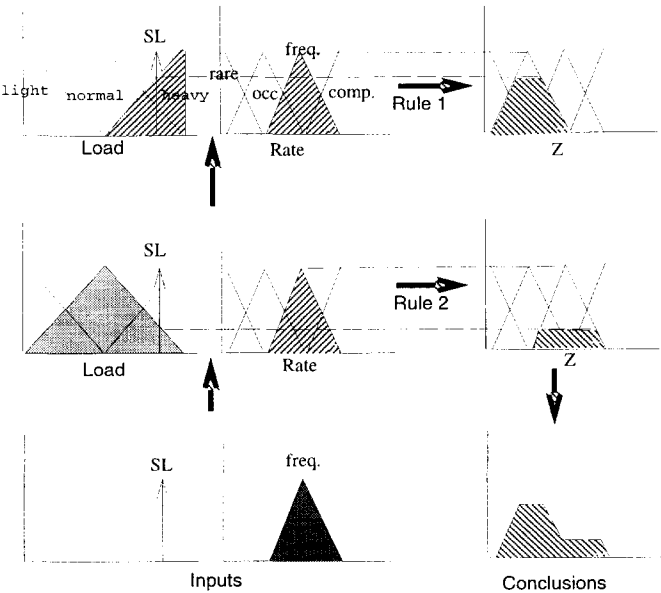 SL
freq.
rare
light
normal
heavy
occ
comp.
Rule 1
Load
Rate
Z
SL
Rule 2
Load
Rate
Z
SL
freq.
Inputs
Conclusions